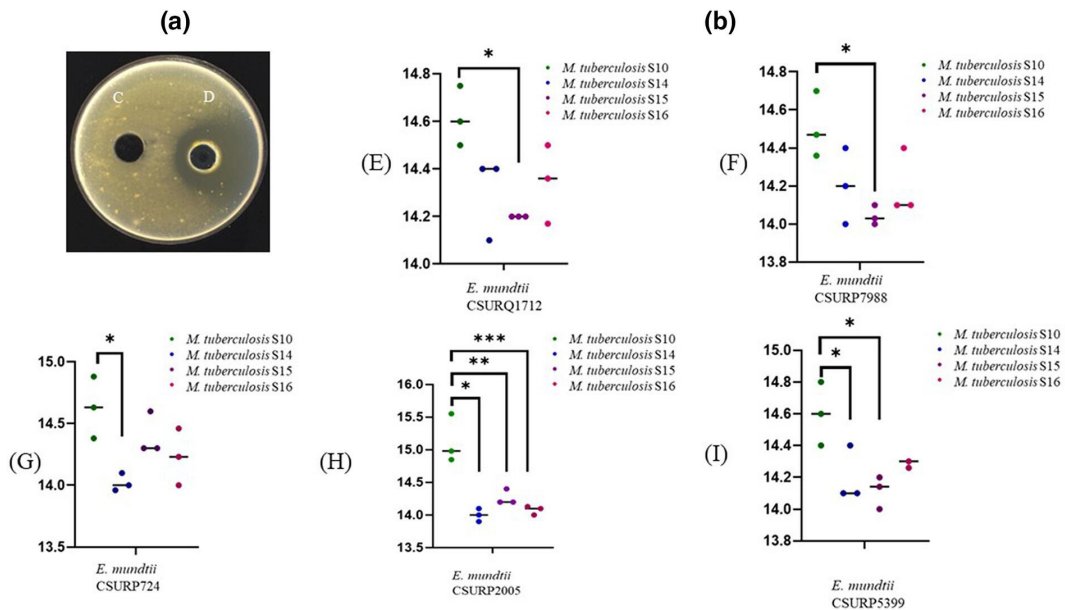 (a)
(b)
C
D
(E)
14.8
14.6
14.4
14.2
14.0
*
M. tuberculosis S10
M. tuberculosis S14
M. tuberculosis S15
M. tuberculosis S16
E. mundtii
CSURQ1712
(F)
14.8
14.6
14.4
14.2
14.0
13.8
*
M. tuberculosis S10
M. tuberculosis S14
M. tuberculosis S15
M. tuberculosis S16
E. mundtii
CSURP7988
(G)
15.0
14.5
14.0
13.5
*
M. tuberculosis S10
M. tuberculosis S14
M. tuberculosis S15
M. tuberculosis S16
E. mundtii
CSURP724
(H)
16.0
15.5
15.0
14.5
14.0
13.5
***
**
*
M. tuberculosis S10
M. tuberculosis S14
M. tuberculosis S15
M. tuberculosis S16
E. mundtii
CSURP2005
(I)
15.0
14.8
14.6
14.4
14.2
14.0
13.8
*
*
M. tuberculosis S10
M. tuberculosis S14
M. tuberculosis S15
M. tuberculosis S16
E. mundtii
CSURP5399